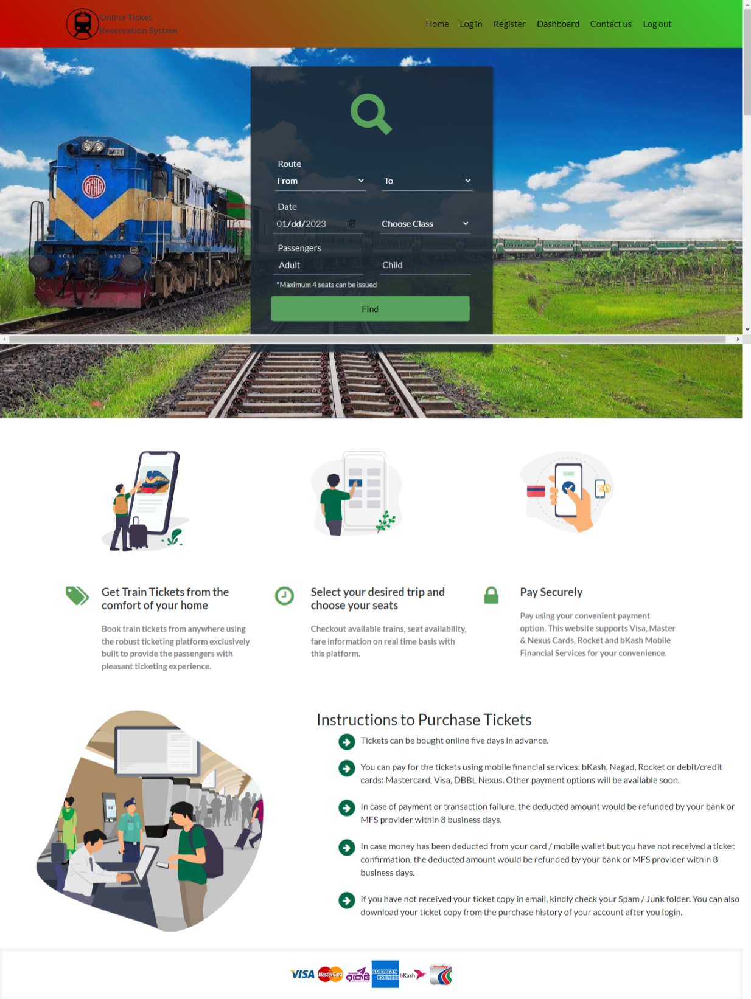 Online Ticket
Reservation System
Home Log in Register Dashboard Contact us Log out
Route
From To
Date
01/dd/2023 Choose Class
Passengers
Adult Child
*Maximum 4 seats can be issued
Find
Get Train Tickets from the
comfort of your home
Book train tickets from anywhere using
the robust ticketing platform exclusively
built to provide the passengers with
pleasant ticketing experience.
Select your desired trip and
choose your seats
Checkout available trains, seat availability,
fare information on real time basis with
this platform.
Pay Securely
Pay using your convenient payment
option. This website supports Visa, Master
& Nexus Cards, Rocket and bKash Mobile
Financial Services for your convenience.
Instructions to Purchase Tickets
Tickets can be bought online five days in advance.
You can pay for the tickets using mobile financial services: bKash, Nagad, Rocket or debit/credit
cards: Mastercard, Visa, DBBL Nexus. Other payment options will be available soon.
In case of payment or transaction failure, the deducted amount would be refunded by your bank or
MFS provider within 8 business days.
In case money has been deducted from your card / mobile wallet but you have not received a ticket
confirmation, the deducted amount would be refunded by your bank or MFS provider within 8
business days.
If you have not received your ticket copy in email, kindly check your Spam / Junk folder. You can also
download your ticket copy from the purchase history of your account after you login.
VISA MasterCard AMERICAN EXPRESS bKash